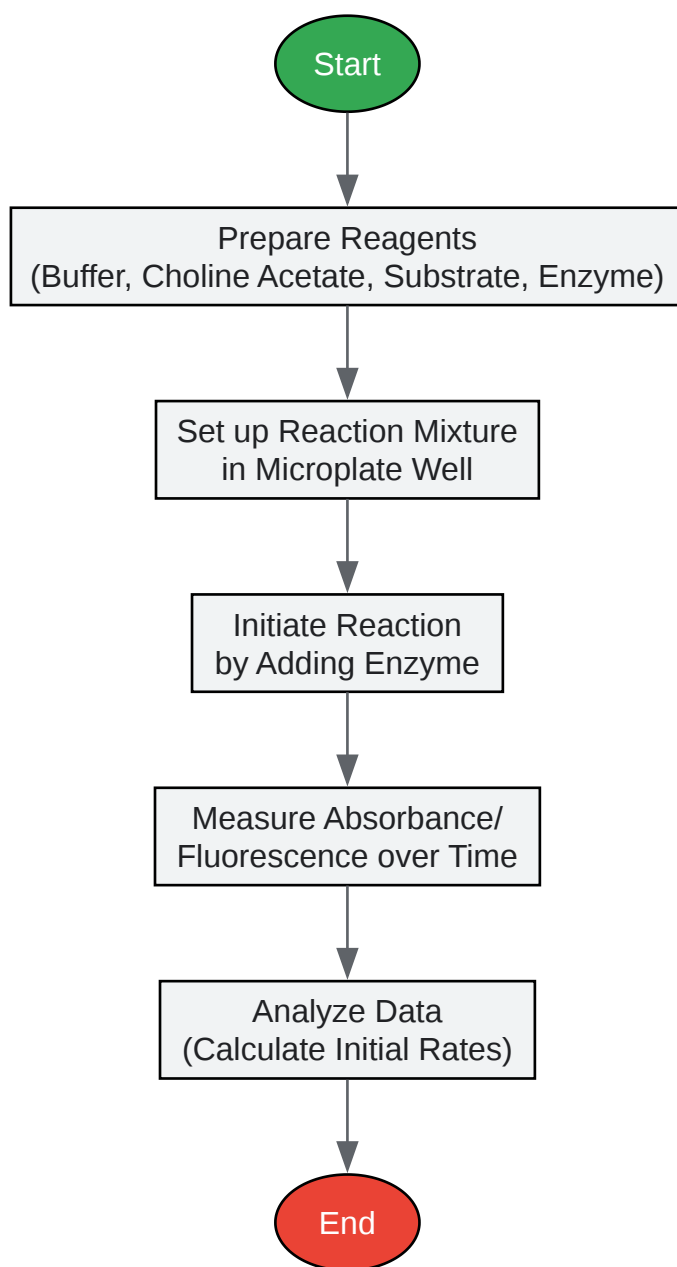 Start
Prepare Reagents
(Buffer, Choline Acetate, Substrate, Enzyme)
Set up Reaction Mixture
in Microplate Well
Initiate Reaction
by Adding Enzyme
Measure Absorbance/
Fluorescence over Time
Analyze Data
(Calculate Initial Rates)
End